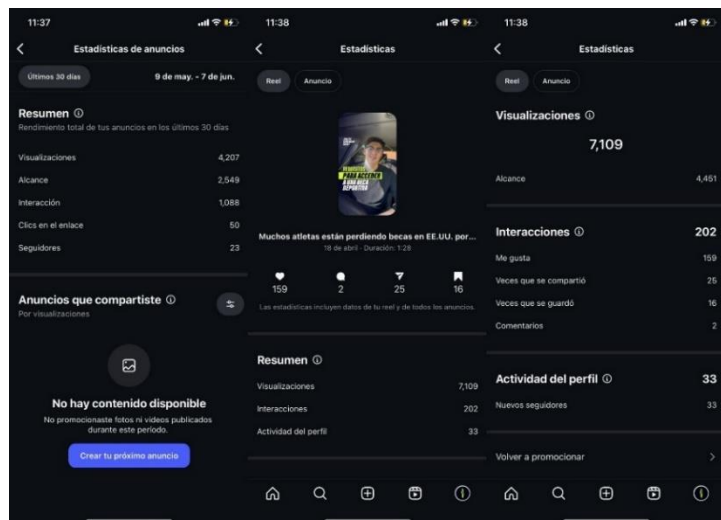 11:37
Estadísticas de anuncios
Últimos 30 días
9 de may. - 7 de jun.
Resumen
Rendimiento total de tus anuncios en los últimos 30 días
Visualizaciones 4,207
Alcance 2,549
Interacción 1,088
Clics en el enlace 50
Seguidores 23
Anuncios que compartiste
Por visualizaciones
No hay contenido disponible
No promocionaste fotos ni videos publicados
durante este periodo.
Crear tu próximo anuncio
11:38
Estadísticas
Reel
Anuncio
PARA ACCEDER
A UNA BECA
DEPORTIVA
Muchos atletas están perdiendo becas en EE.UU. por...
18 de abril · Duración: 1:28
159
2
25
16
Las estadísticas incluyen datos de tu reel y de todos los anuncios.
Resumen
Visualizaciones 7,109
Interacciones 202
Actividad del perfil 33
11:38
Estadísticas
Reel
Anuncio
Visualizaciones
7,109
Alcance 4,451
Interacciones 202
Me gusta 159
Veces que se compartió 25
Veces que se guardó 16
Comentarios 2
Actividad del perfil 33
Nuevos seguidores 33
Volver a promocionar